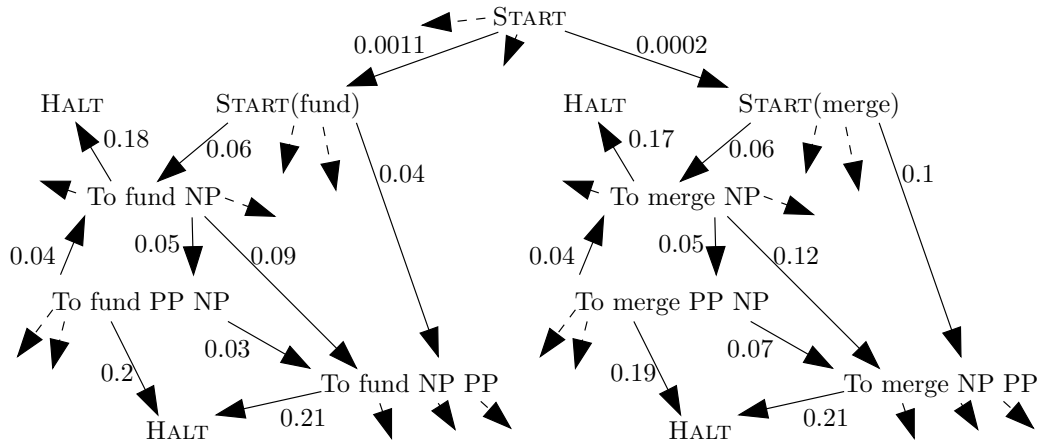 START
0.0011 0.0002
HALT START(fund) HALT START(merge)
0.18 0.06 0.17 0.06
0.04 0.1
To fund NP To merge NP
0.04 0.05 0.09 0.04 0.05 0.12
To fund PP NP To merge PP NP
0.03 0.07
0.2 0.19
To fund NP PP To merge NP PP
0.21 0.21
HALT HALT